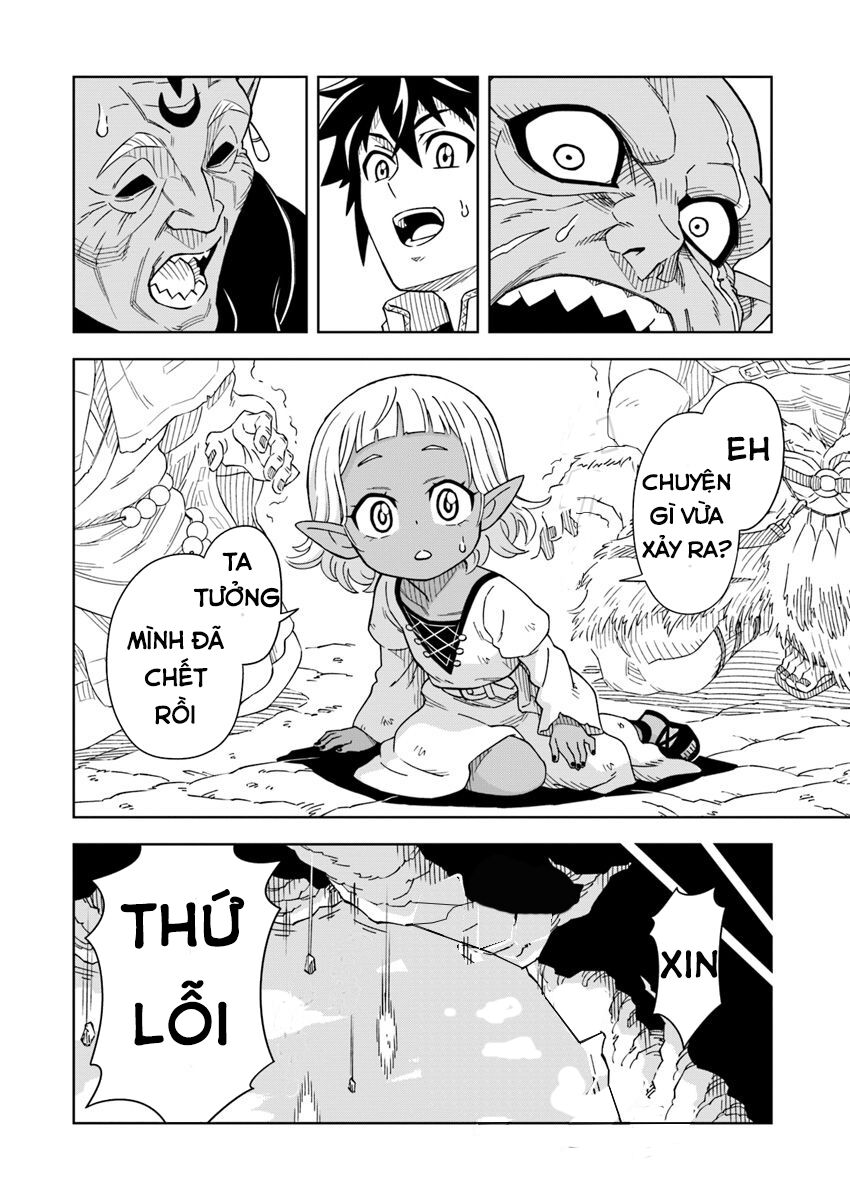 EH
CHUYỆN
GÌ VỪA
XẢY RA?
TA
TƯỞNG
MÌNH ĐÃ
CHẾT
RỒI
XIN
THỨ
LỖI